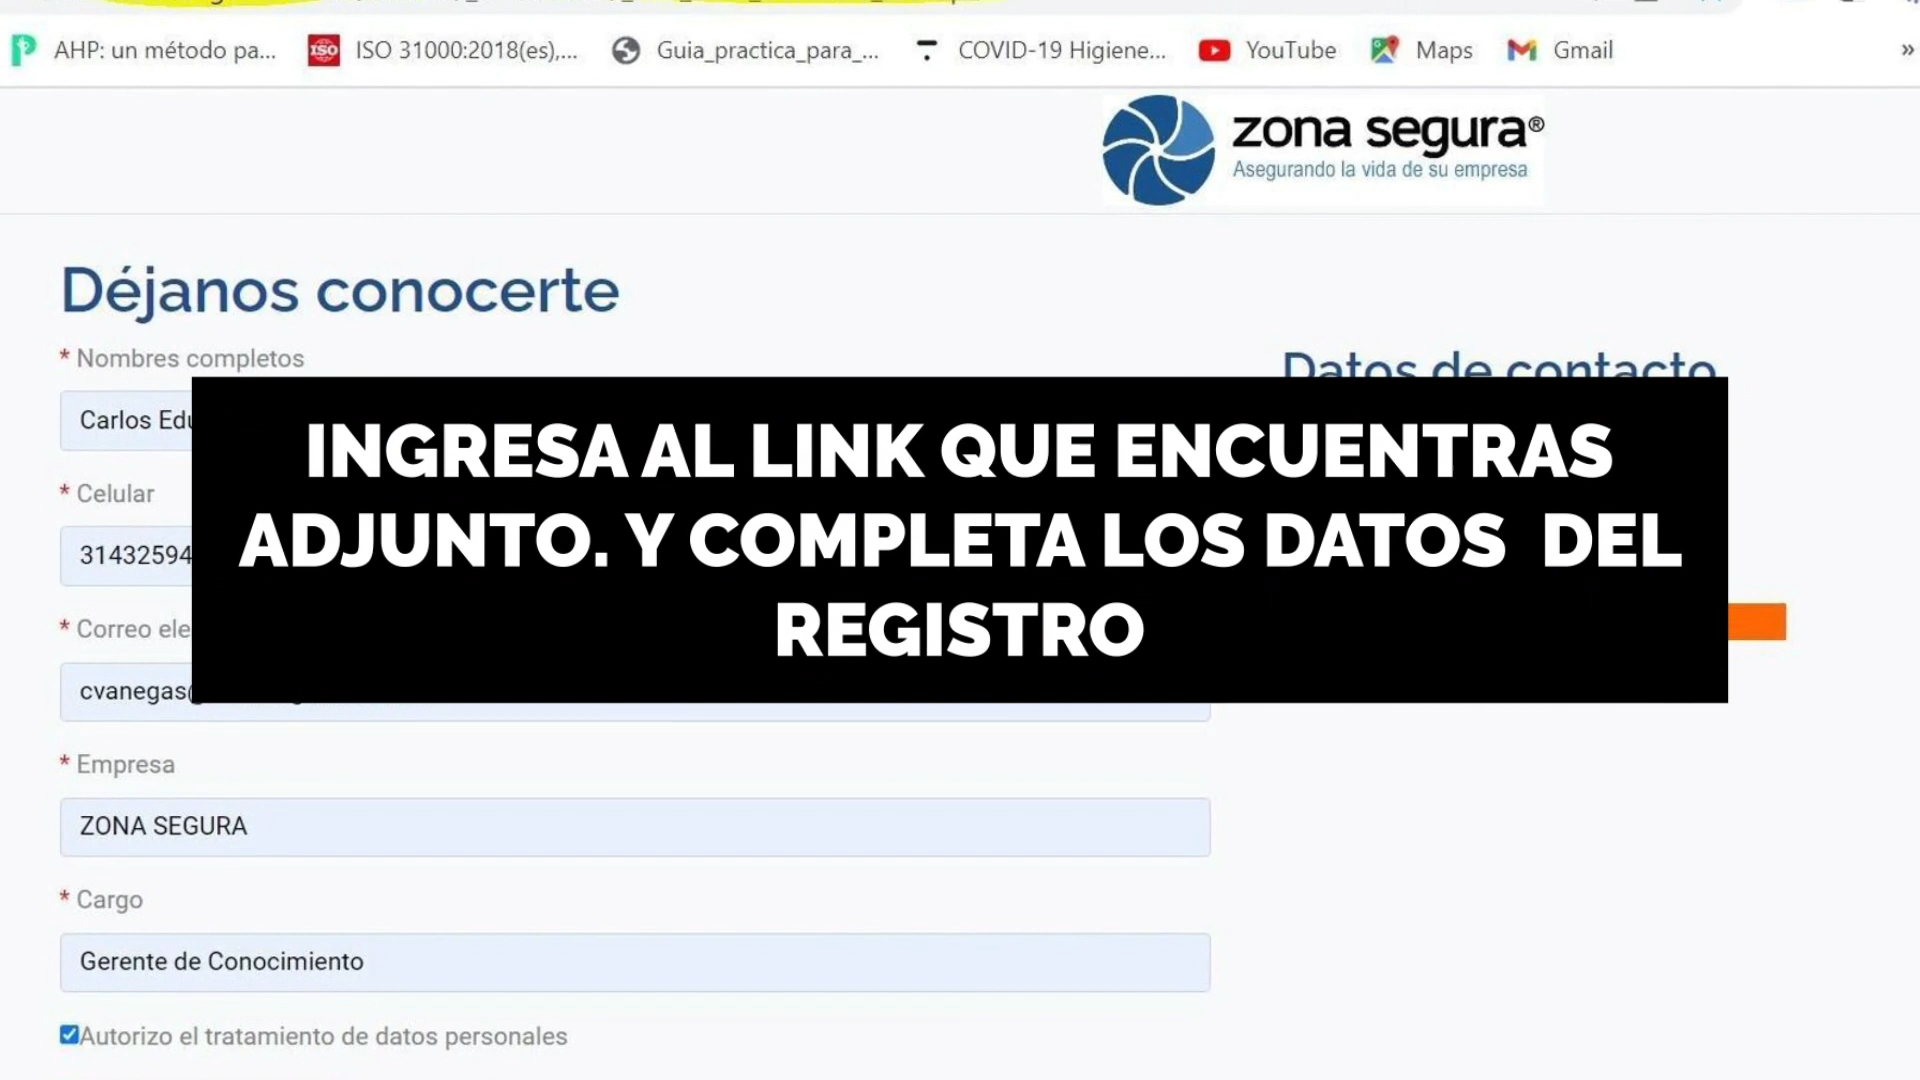 AHP: un método pa...
ISO 31000:2018(es),...
Guia_practica_para_...
COVID-19 Higiene...
YouTube
Maps
Gmail
»
zona segura®
Asegurando la vida de su empresa
Déjanos conocerte
* Nombres completos
Carlos Edu
Datos de contacto
INGRESA AL LINK QUE ENCUENTRAS
ADJUNTO. Y COMPLETA LOS DATOS DEL
REGISTRO
* Celular
31432594
* Correo ele
cvanegas@
* Empresa
ZONA SEGURA
* Cargo
Gerente de Conocimiento
Autorizo el tratamiento de datos personales